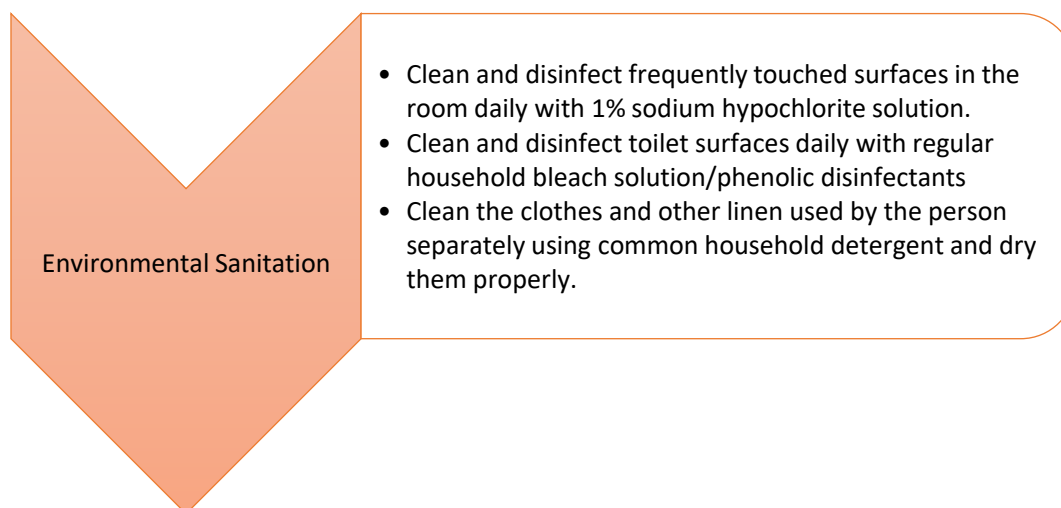 Environmental Sanitation
• Clean and disinfect frequently touched surfaces in the
room daily with 1% sodium hypochlorite solution.
• Clean and disinfect toilet surfaces daily with regular
household bleach solution/phenolic disinfectants
• Clean the clothes and other linen used by the person
separately using common household detergent and dry
them properly.